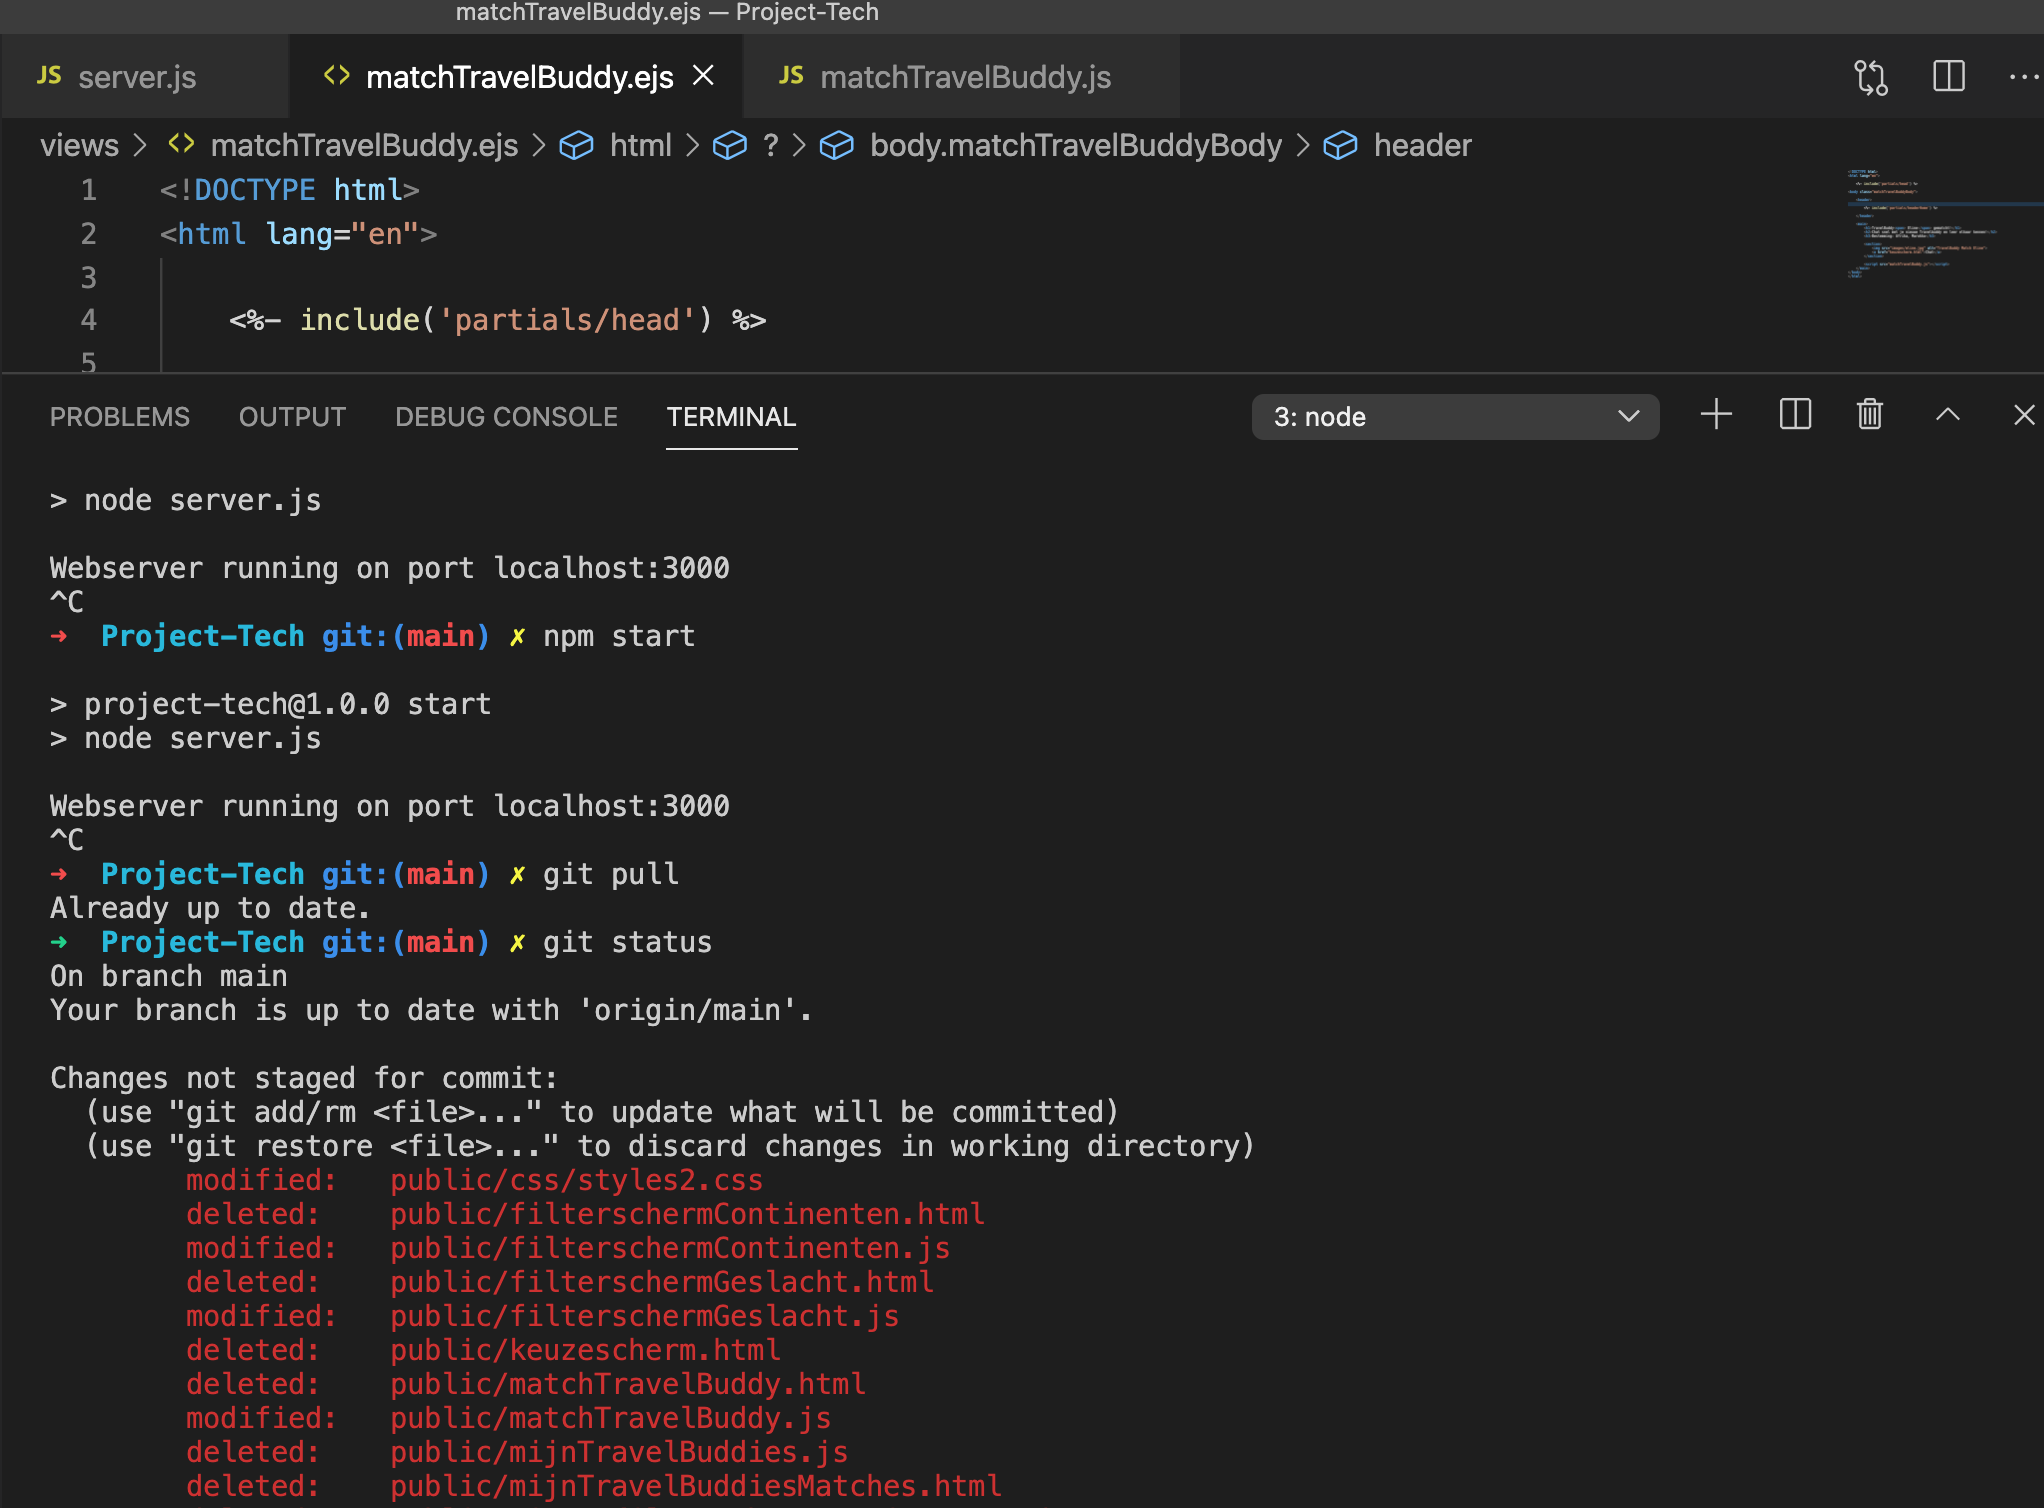 matchTravelBuddy.ejs — Project-Tech
JS server.js
<> matchTravelBuddy.ejs
JS matchTravelBuddy.js
views > <> matchTravelBuddy.ejs > html > ? > body.matchTravelBuddyBody > header
1 <!DOCTYPE html>
2 <html lang="en">
3
4 <%- include('partials/head') %>
5
PROBLEMS OUTPUT DEBUG CONSOLE TERMINAL 3: node
> node server.js
Webserver running on port localhost:3000
^C
➜ Project-Tech git:(main) ✗ npm start
> project-tech@1.0.0 start
> node server.js
Webserver running on port localhost:3000
^C
➜ Project-Tech git:(main) ✗ git pull
Already up to date.
➜ Project-Tech git:(main) ✗ git status
On branch main
Your branch is up to date with 'origin/main'.
Changes not staged for commit:
(use "git add/rm <file>..." to update what will be committed)
(use "git restore <file>..." to discard changes in working directory)
modified: public/css/styles2.css
deleted: public/filterschermContinenten.html
modified: public/filterschermContinenten.js
deleted: public/filterschermGeslacht.html
modified: public/filterschermGeslacht.js
deleted: public/keuzescherm.html
deleted: public/matchTravelBuddy.html
modified: public/matchTravelBuddy.js
deleted: public/mijnTravelBuddies.js
deleted: public/mijnTravelBuddiesMatches.html